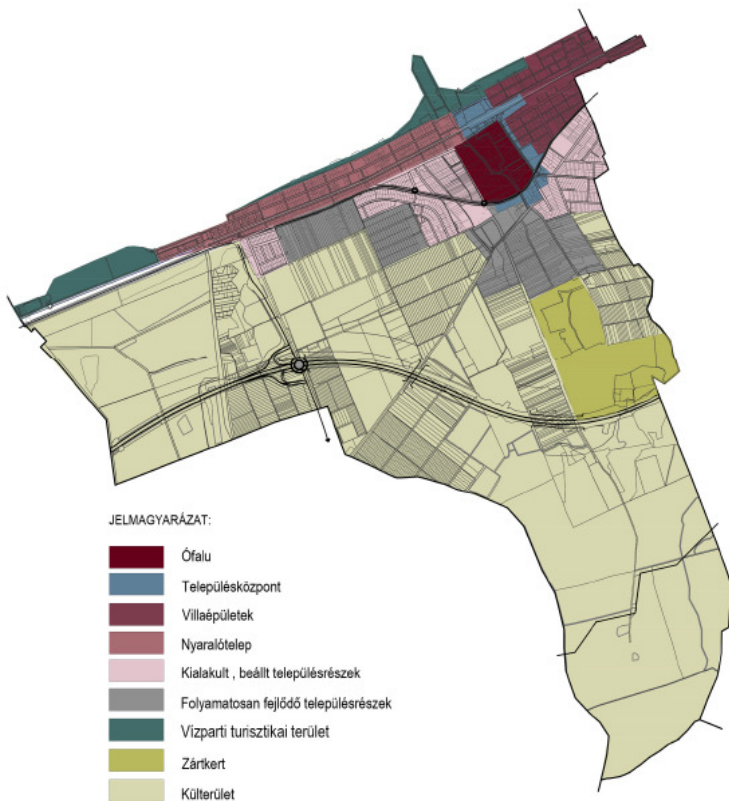 JELMAGYARÁZAT:
Ófalu
Településközpont
Villaépületek
Nyaralótelep
Kialakult , beállt településrészek
Folyamatosan fejlődő településrészek
Vízparti turisztikai terület
Zártkert
Külterület